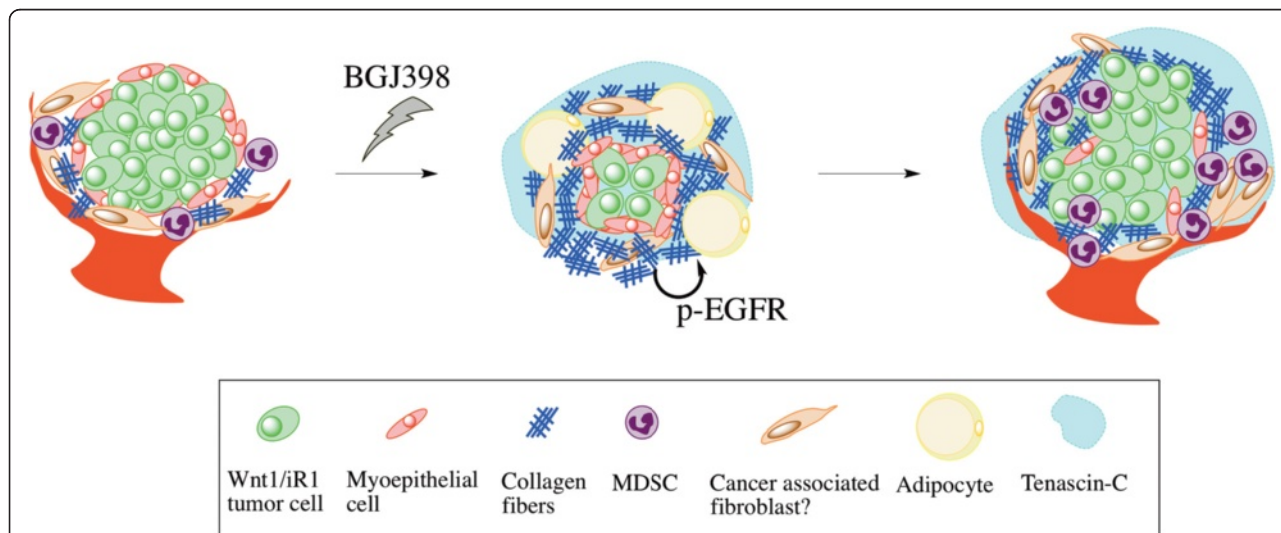 BGJ398
p-EGFR
Wnt1/iR1
tumor cell
Myoepithelial
cell
Collagen
fibers
MDSC
Cancer associated
fibroblast?
Adipocyte
Tenascin-C